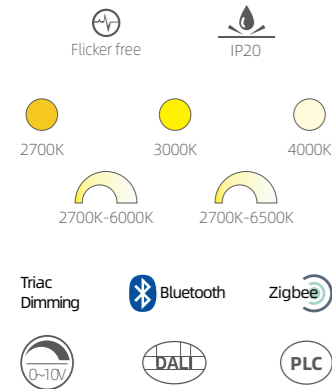 Flicker free
IP20
2700K
3000K
4000K
2700K-6000K
2700K-6500K
Triac
Dimming
Bluetooth
Zigbee
0~10V
DALI
PLC